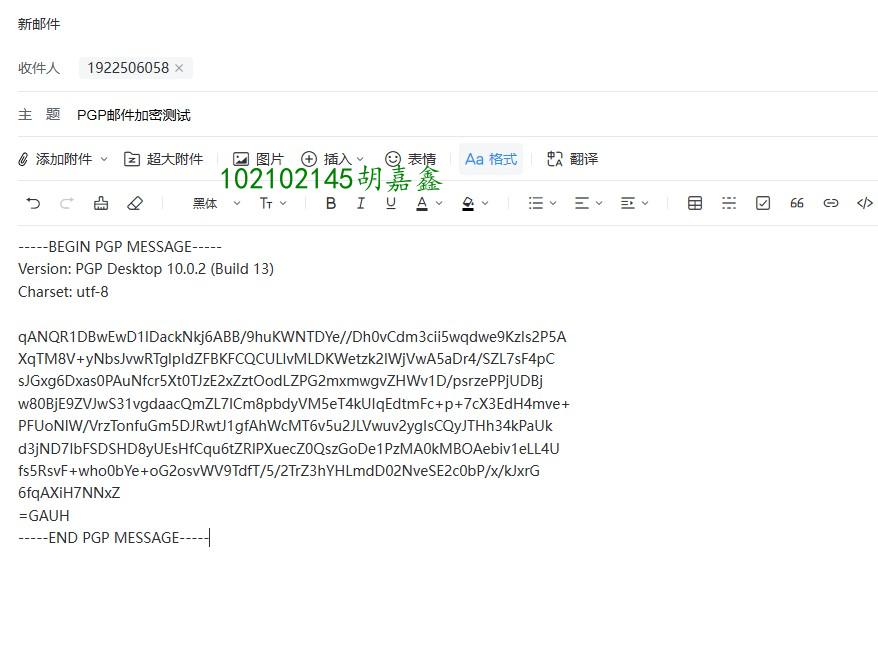 新邮件
收件人 1922506058 ×
主 题 PGP邮件加密测试
添加附件 超大附件 图片 插入 表情 Aa 格式 翻译
102102145胡嘉鑫
黑体 TT B I U A 66 </>
-----BEGIN PGP MESSAGE-----
Version: PGP Desktop 10.0.2 (Build 13)
Charset: utf-8
qANQR1DBwEwD1IDackNkj6ABB/9huKWNTDYe//Dh0vCdm3cii5wqdwe9KzIs2P5A
XqTM8V+yNbsJvwRTglpIdZFBKFCQCULIvMLDKWetzk2IWjVwA5aDr4/SZL7sF4pC
sJGxg6Dxas0PAuNfcr5Xt0TJzE2xZztOodLZPG2mxmwgvZHWv1D/psrzePPjUDBj
w80BjE9ZVJwS31vgdaacQmZL7ICm8pbdyVM5eT4kUIqEdtmFc+p+7cX3EdH4mve+
PFUoNIW/VrzTonfuGm5DJRwtJ1gfAhWcMT6v5u2JLVwuv2ygIsCQyJTHh34kPaUk
d3jND7IbFSDSHD8yUEsHfCqu6tZRIPXuecZ0QszGoDe1PzMA0kMBOAebiv1eLL4U
fs5RsvF+who0bYe+oG2osvWV9TdfT/5/2TrZ3hYHLmdD02NveSE2c0bP/x/kJxrG
6fqAXiH7NNxZ
=GAUH
-----END PGP MESSAGE-----